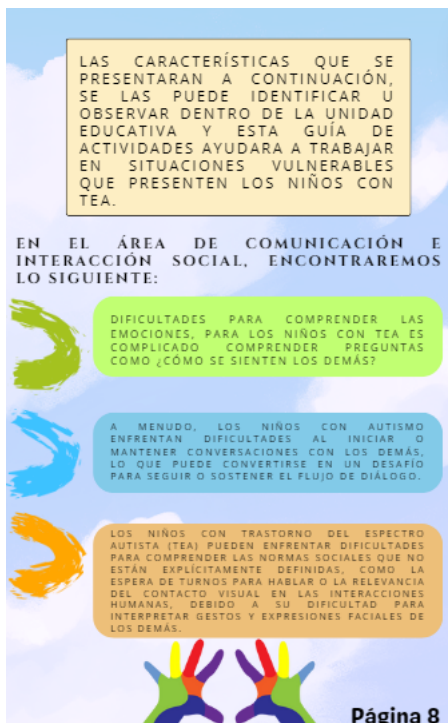 LAS CARACTERÍSTICAS QUE SE
PRESENTARAN A CONTINUACIÓN,
SE LAS PUEDE IDENTIFICAR U
OBSERVAR DENTRO DE LA UNIDAD
EDUCATIVA Y ESTA GUÍA DE
ACTIVIDADES AYUDARA A TRABAJAR
EN SITUACIONES VULNERABLES
QUE PRESENTEN LOS NIÑOS CON
TEA.
EN EL ÁREA DE COMUNICACIÓN E
INTERACCIÓN SOCIAL, ENCONTRAREMOS
LO SIGUIENTE:
DIFICULTADES PARA COMPRENDER LAS
EMOCIONES, PARA LOS NIÑOS CON TEA ES
COMPLICADO COMPRENDER PREGUNTAS
COMO ¿CÓMO SE SIENTEN LOS DEMÁS?
A MENUDO, LOS NIÑOS CON AUTISMO
ENFRENTAN DIFICULTADES AL INICIAR O
MANTENER CONVERSACIONES CON LOS DEMÁS,
LO QUE PUEDE CONVERTIRSE EN UN DESAFÍO
PARA SEGUIR O SOSTENER EL FLUJO DE DIÁLOGO.
LOS NIÑOS CON TRASTORNO DEL ESPECTRO
AUTISTA (TEA) PUEDEN ENFRENTAR DIFICULTADES
PARA COMPRENDER LAS NORMAS SOCIALES QUE NO
ESTÁN EXPLÍCITAMENTE DEFINIDAS, COMO LA
ESPERA DE TURNOS PARA HABLAR O LA RELEVANCIA
DEL CONTACTO VISUAL EN LAS INTERACCIONES
HUMANAS, DEBIDO A SU DIFICULTAD PARA
INTERPRETAR GESTOS Y EXPRESIONES FACIALES DE
LOS DEMÁS.
Página 8